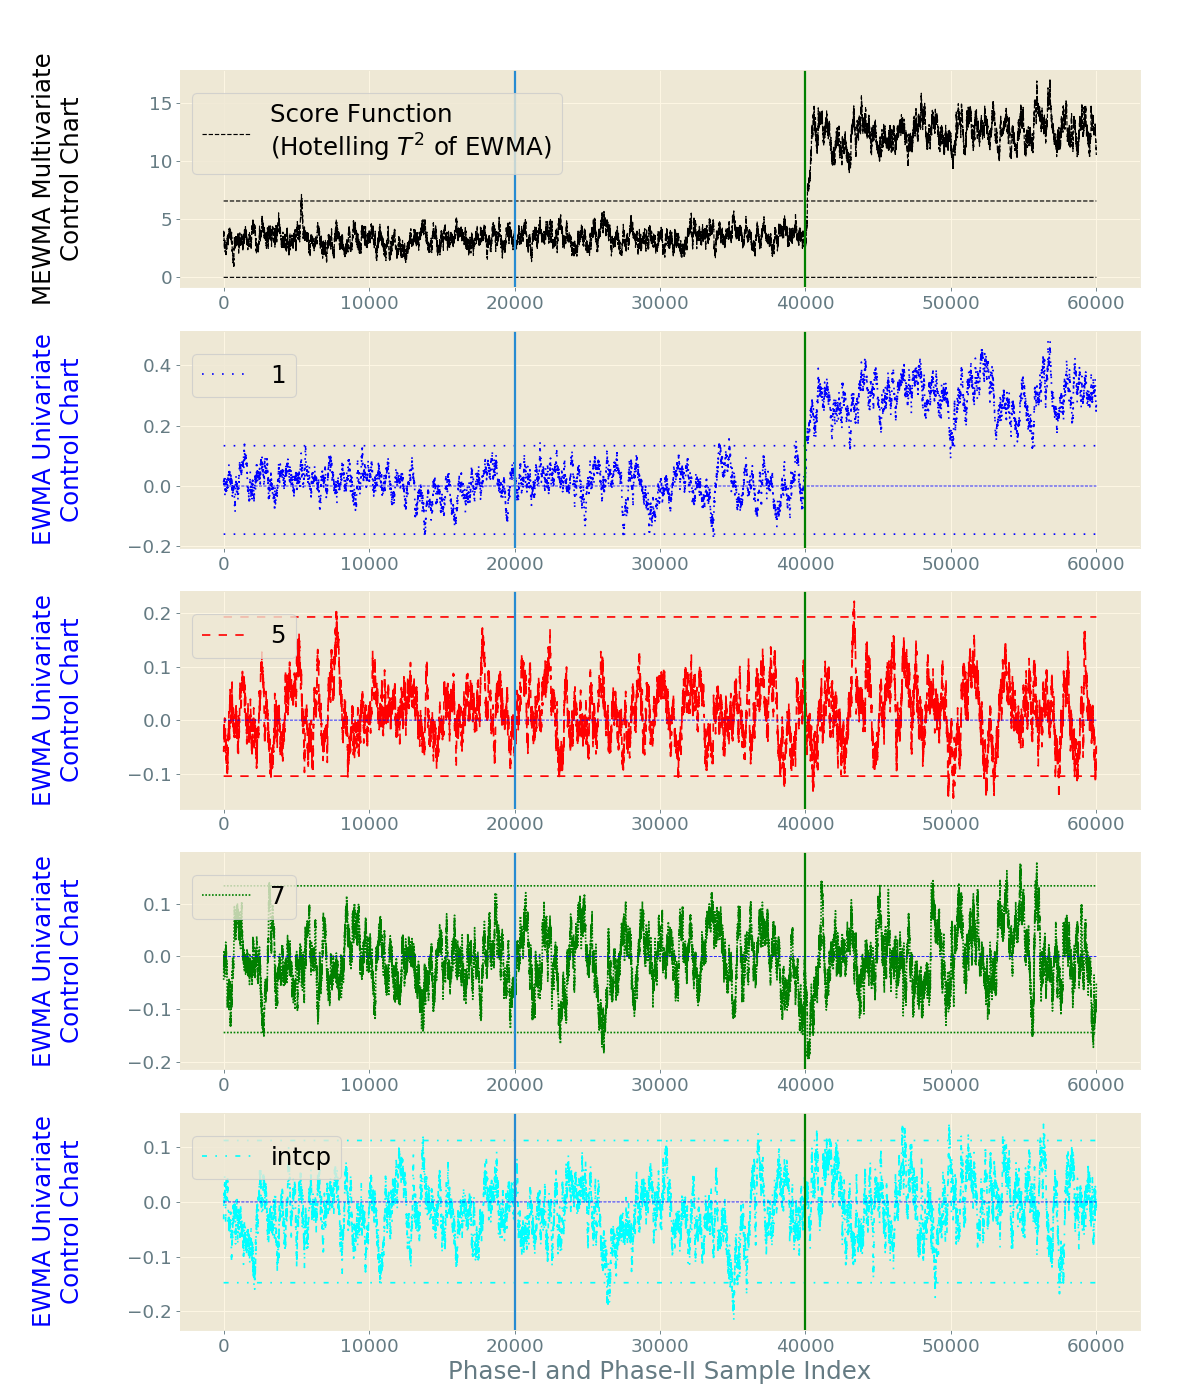 MEWMA Multivariate
Control Chart
Score Function
(Hotelling T² of EWMA)
15
10
5
0
0 10000 20000 30000 40000 50000 60000
EWMA Univariate
Control Chart
1
0.4
0.2
0.0
−0.2
0 10000 20000 30000 40000 50000 60000
EWMA Univariate
Control Chart
5
0.2
0.1
0.0
−0.1
0 10000 20000 30000 40000 50000 60000
EWMA Univariate
Control Chart
7
0.1
0.0
−0.1
−0.2
0 10000 20000 30000 40000 50000 60000
EWMA Univariate
Control Chart
intcp
0.1
0.0
−0.1
−0.2
0 10000 20000 30000 40000 50000 60000
Phase-I and Phase-II Sample Index